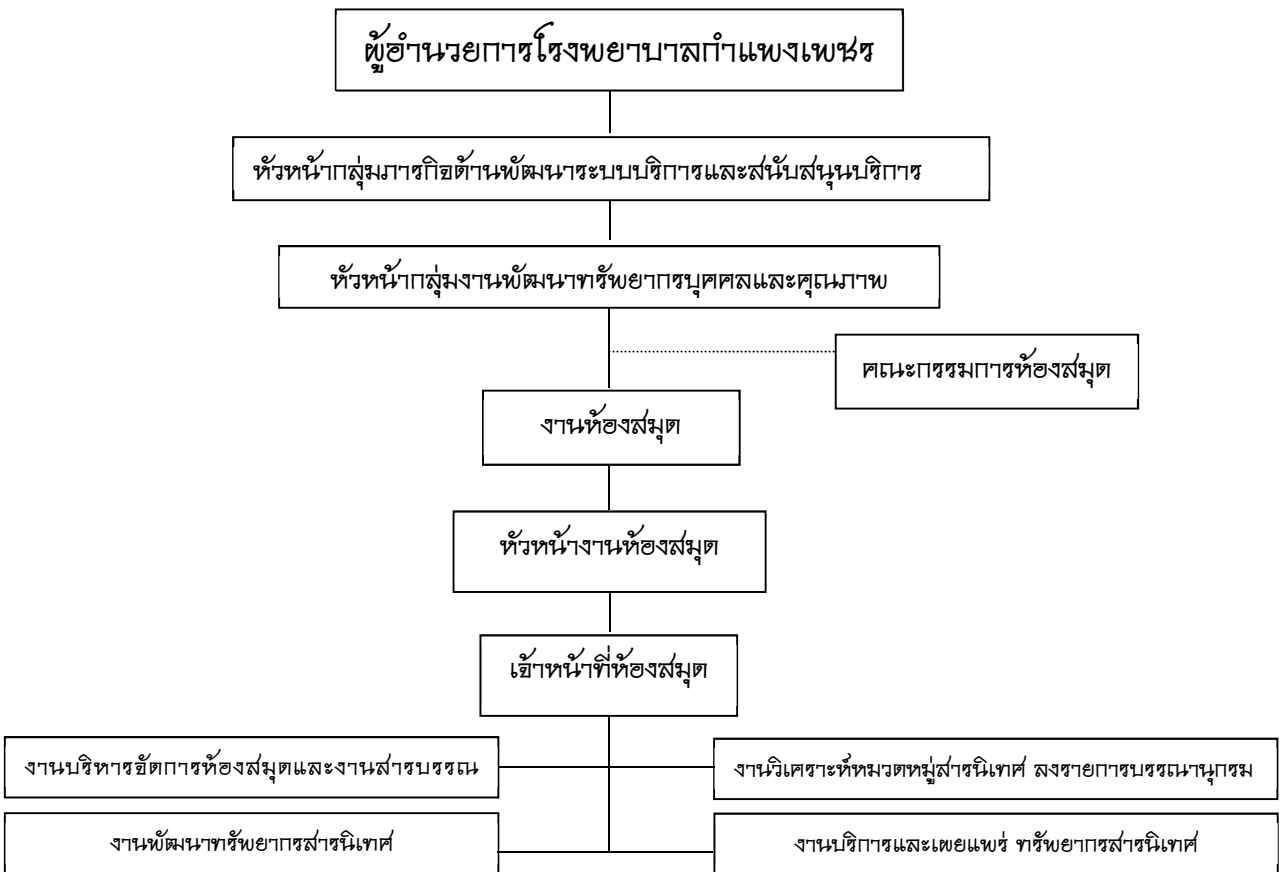 ผู้อำนวยการโรงพยาบาลกำแพงเพชร
หัวหน้ากลุ่มภารกิจด้านพัฒนาระบบบริการและสนับสนุนบริการ
หัวหน้ากลุ่มงานพัฒนาทรัพยากรบุคคลและคุณภาพ
คณะกรรมการห้องสมุด
งานห้องสมุด
หัวหน้างานห้องสมุด
เจ้าหน้าที่ห้องสมุด
งานบริหารจัดการห้องสมุดและงานสารบรรณ
งานวิเคราะห์หมวดหมู่สารนิเทศ ลงรายการบรรณานุกรม
งานพัฒนาทรัพยากรสารนิเทศ
งานบริการและเผยแพร่ ทรัพยากรสารนิเทศ